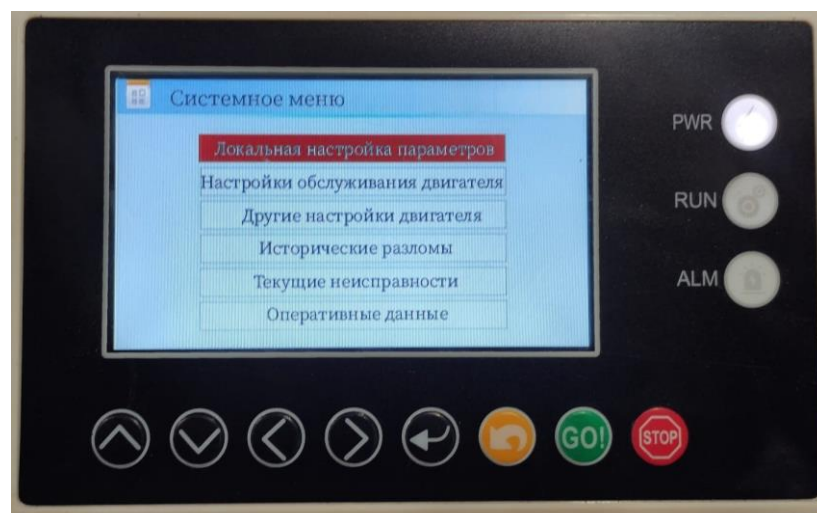 Системное меню
PWR
Локальная настройка параметров
Настройки обслуживания двигателя
RUN
Другие настройки двигателя
Исторические разломы
Текущие неисправности
ALM
Оперативные данные
GO!
STOP